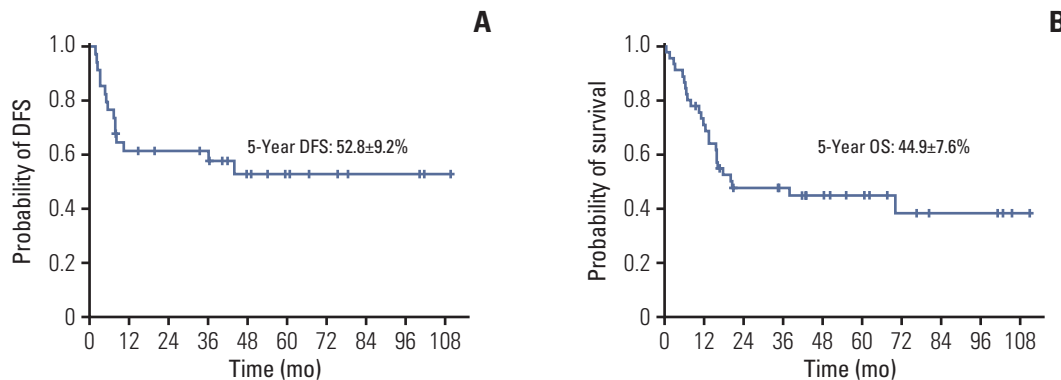 A
1.0
0.8
0.6
0.4
0.2
0
Probability of DFS
5-Year DFS: 52.8±9.2%
0 12 24 36 48 60 72 84 96 108
Time (mo)
B
1.0
0.8
0.6
0.4
0.2
0
Probability of survival
5-Year OS: 44.9±7.6%
0 12 24 36 48 60 72 84 96 108
Time (mo)